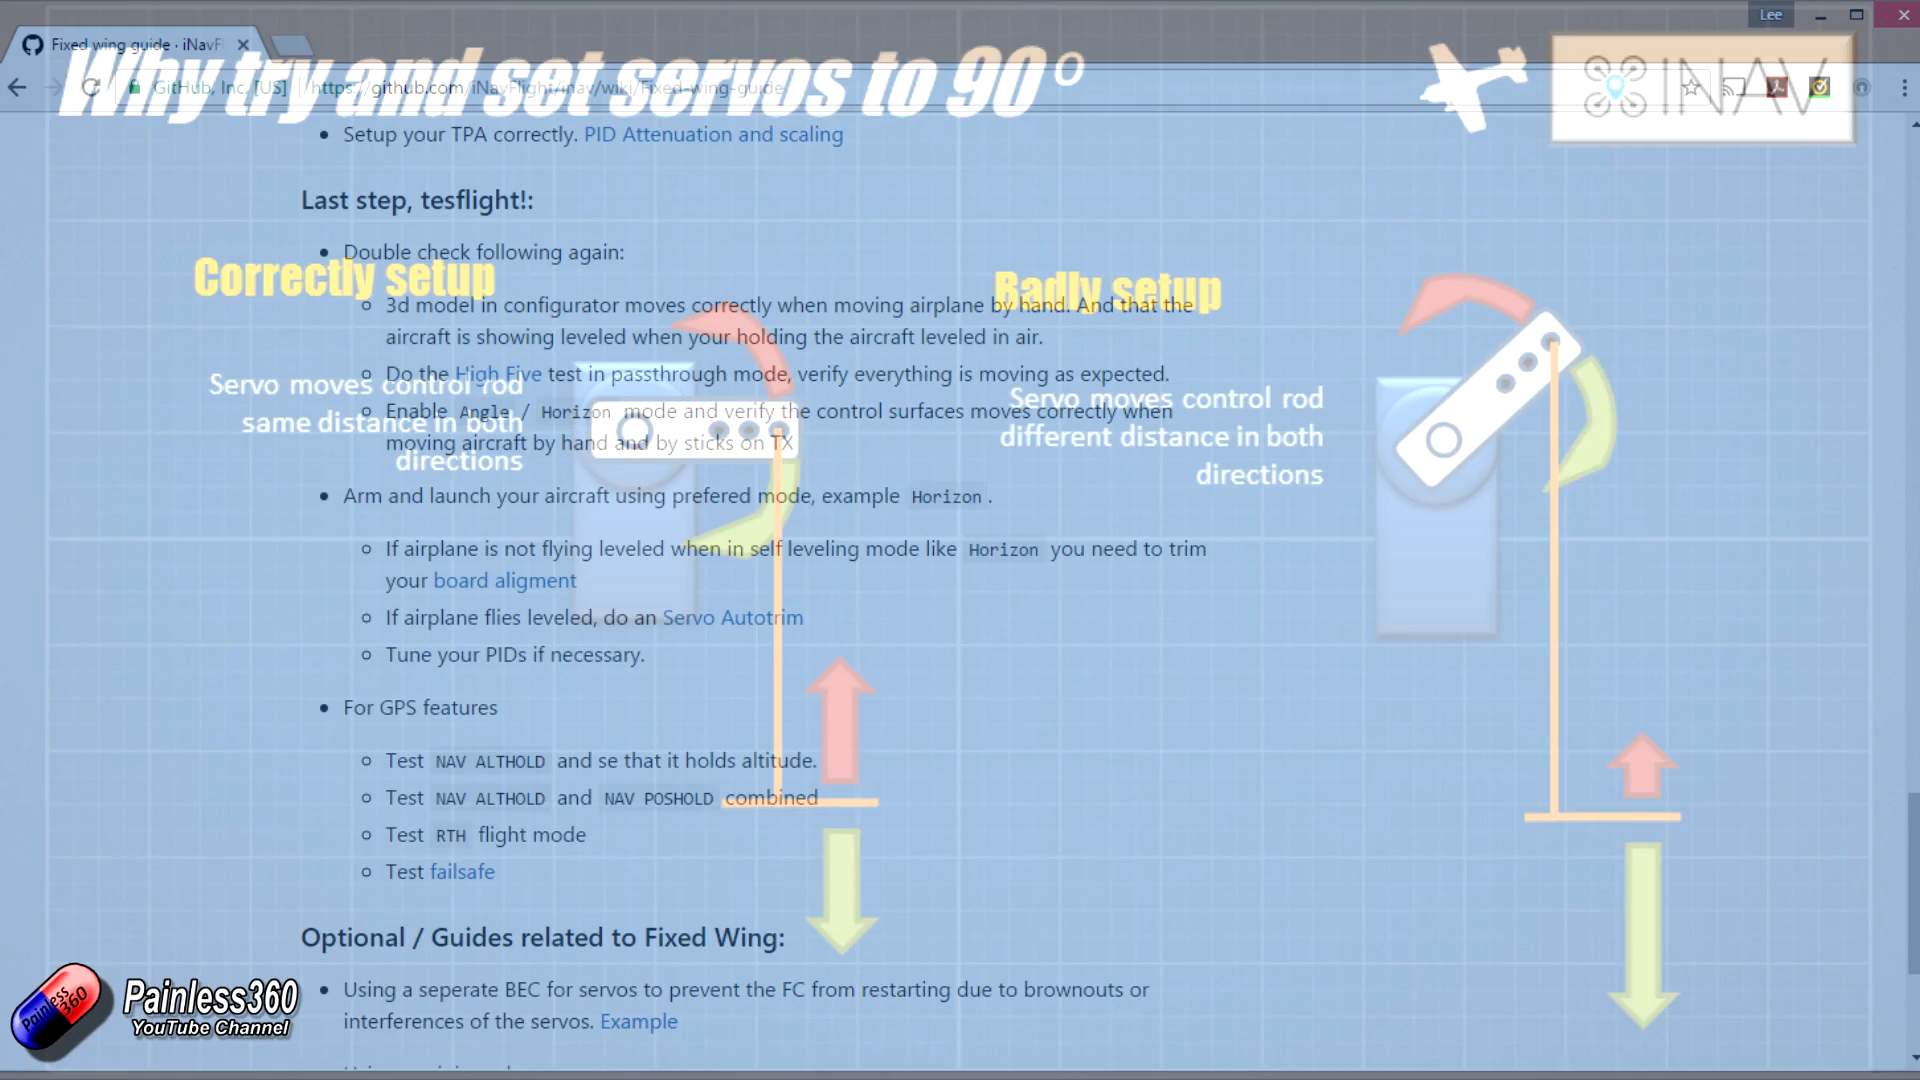 Lee
Fixed wing guide · iNavFl
Why try and set servos to 90°
GitHub, Inc. [US]
https://github.com/iNavFlight/inav/wiki/Fixed-wing-guide
INAV
Setup your TPA correctly. PID Attenuation and scaling
Last step, tesflight!:
Double check following again:
Correctly setup
Badly setup
3d model in configurator moves correctly when moving airplane by hand. And that the
aircraft is showing leveled when your holding the aircraft leveled in air.
Do the High Five test in passthrough mode, verify everything is moving as expected.
Servo moves control rod
same distance in both
directions
Servo moves control rod
different distance in both
directions
Enable Angle / Horizon mode and verify the control surfaces moves correctly when
moving aircraft by hand and by sticks on TX
Arm and launch your aircraft using prefered mode, example Horizon .
If airplane is not flying leveled when in self leveling mode like Horizon you need to trim
your board aligment
If airplane flies leveled, do an Servo Autotrim
Tune your PIDs if necessary.
For GPS features
Test NAV ALTHOLD and se that it holds altitude.
Test NAV ALTHOLD and NAV POSHOLD combined
Test RTH flight mode
Test failsafe
Optional / Guides related to Fixed Wing:
Using a seperate BEC for servos to prevent the FC from restarting due to brownouts or
interferences of the servos. Example
Painless360
Painless360
YouTube Channel